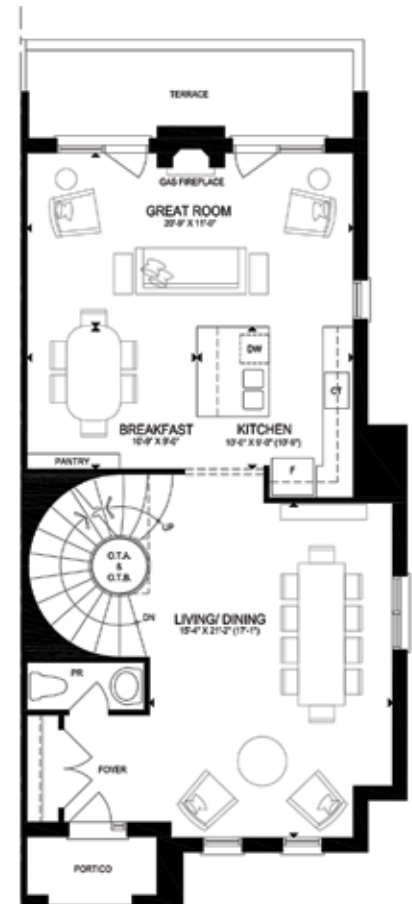 TERRACE
GAS FIREPLACE
GREAT ROOM
20'-9" X 11'-0"
DW
CT
BREAKFAST
10'-9" X 9'-0"
KITCHEN
10'-0" X 9'-0" (10'-9")
PANTRY
F
UP
O.T.A.
&
O.T.B.
DN
LIVING/ DINING
15'-4" X 21'-2" (17'-1")
PR
FOYER
PORTICO